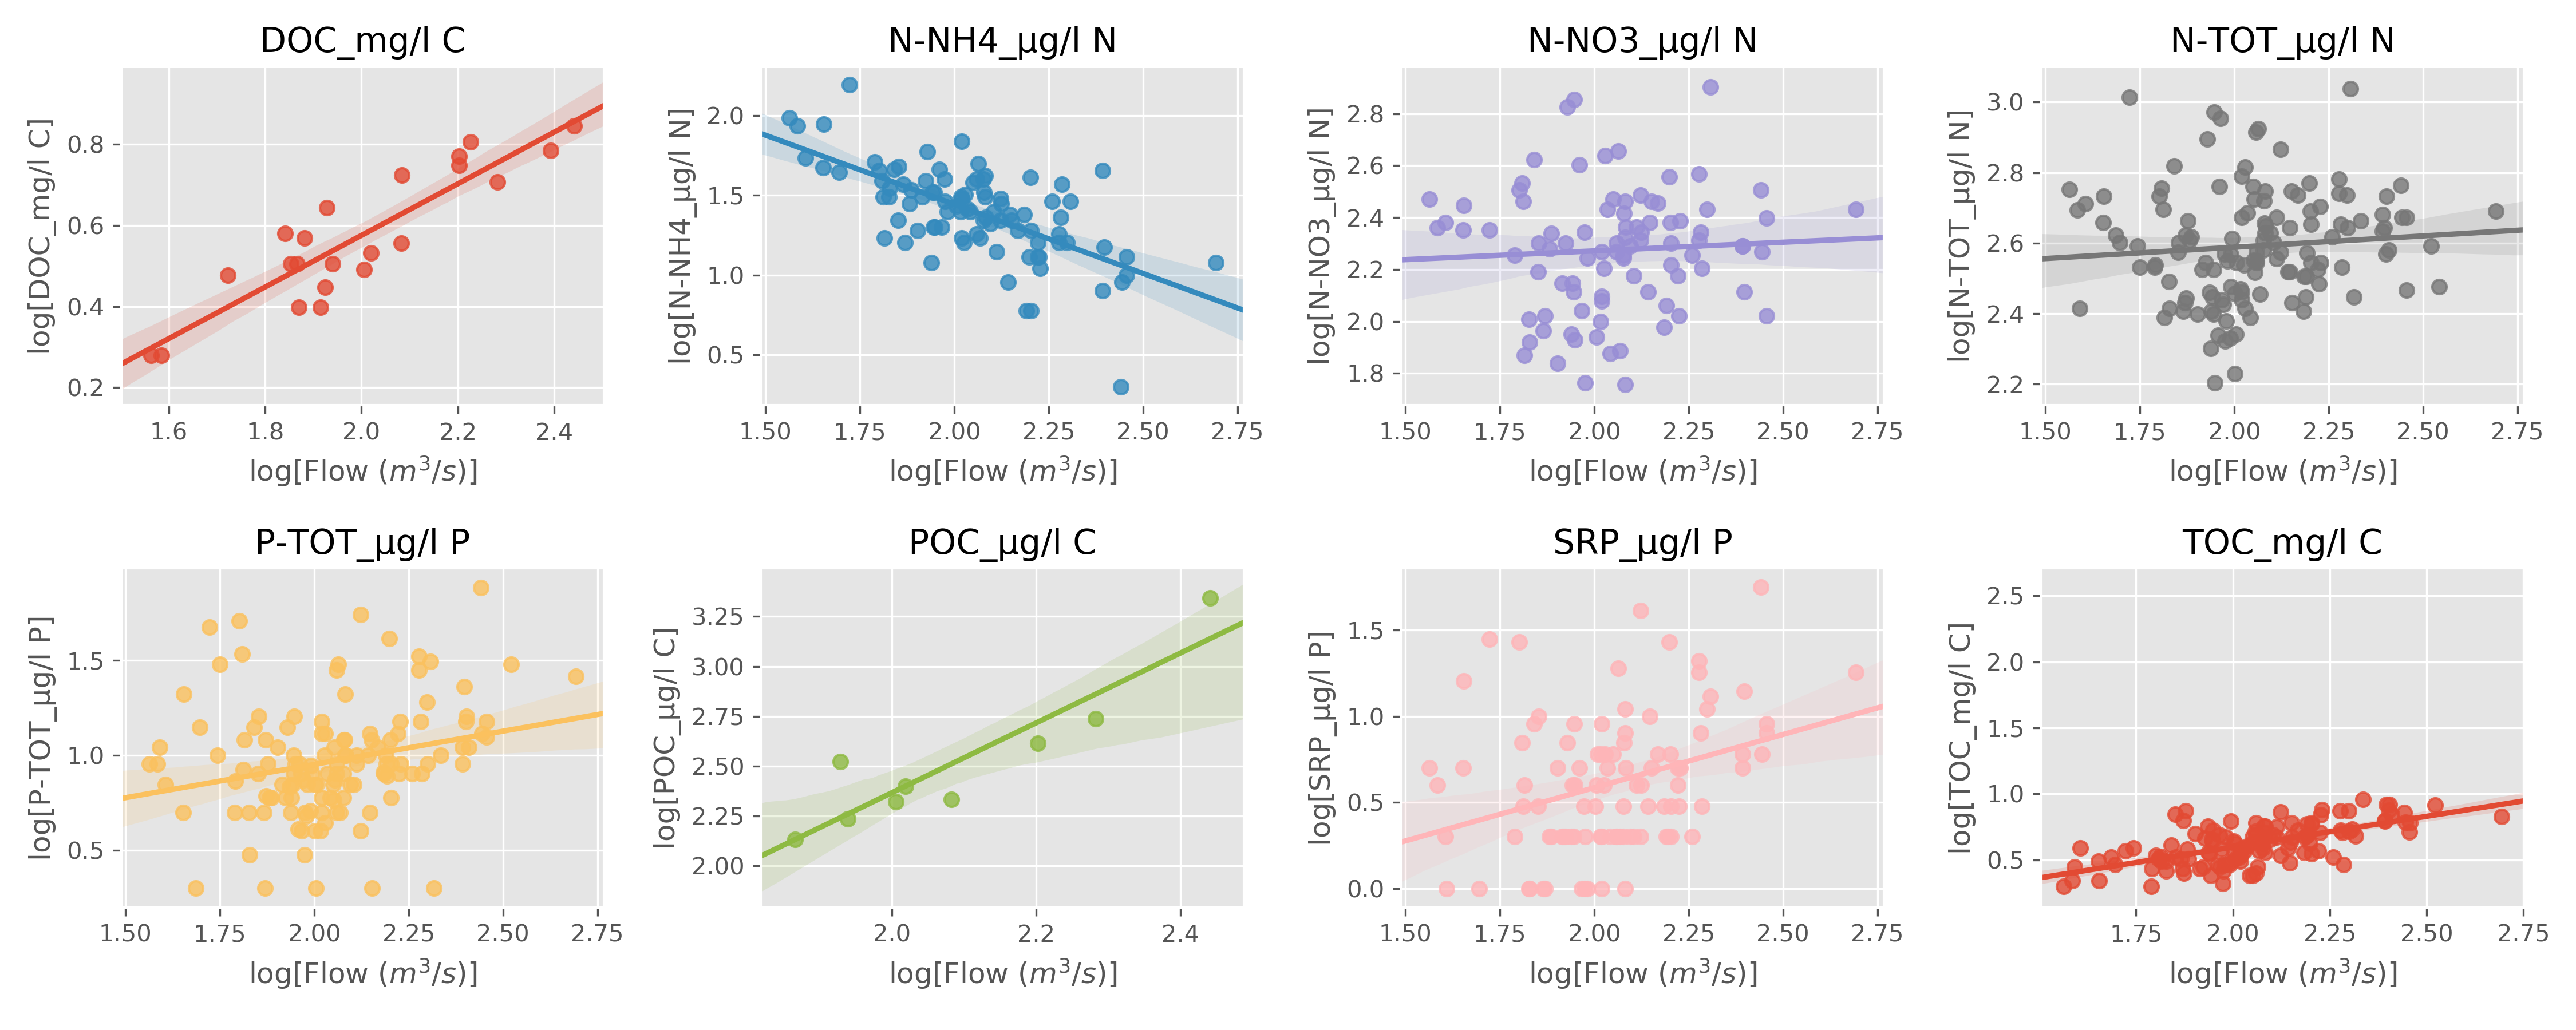 DOC_mg/l C
log[DOC_mg/l C]
0.8
0.6
0.4
0.2
1.6 1.8 2.0 2.2 2.4
log[Flow (m³/s)]
N-NH4_µg/l N
log[N-NH4_µg/l N]
2.0
1.5
1.0
0.5
1.50 1.75 2.00 2.25 2.50 2.75
log[Flow (m³/s)]
N-NO3_µg/l N
log[N-NO3_µg/l N]
2.8
2.6
2.4
2.2
2.0
1.8
1.50 1.75 2.00 2.25 2.50 2.75
log[Flow (m³/s)]
N-TOT_µg/l N
log[N-TOT_µg/l N]
3.0
2.8
2.6
2.4
2.2
1.50 1.75 2.00 2.25 2.50 2.75
log[Flow (m³/s)]
P-TOT_µg/l P
log[P-TOT_µg/l P]
1.5
1.0
0.5
1.50 1.75 2.00 2.25 2.50 2.75
log[Flow (m³/s)]
POC_µg/l C
log[POC_µg/l C]
3.25
3.00
2.75
2.50
2.25
2.00
2.0 2.2 2.4
log[Flow (m³/s)]
SRP_µg/l P
log[SRP_µg/l P]
1.5
1.0
0.5
0.0
1.50 1.75 2.00 2.25 2.50 2.75
log[Flow (m³/s)]
TOC_mg/l C
log[TOC_mg/l C]
2.5
2.0
1.5
1.0
0.5
1.75 2.00 2.25 2.50 2.75
log[Flow (m³/s)]